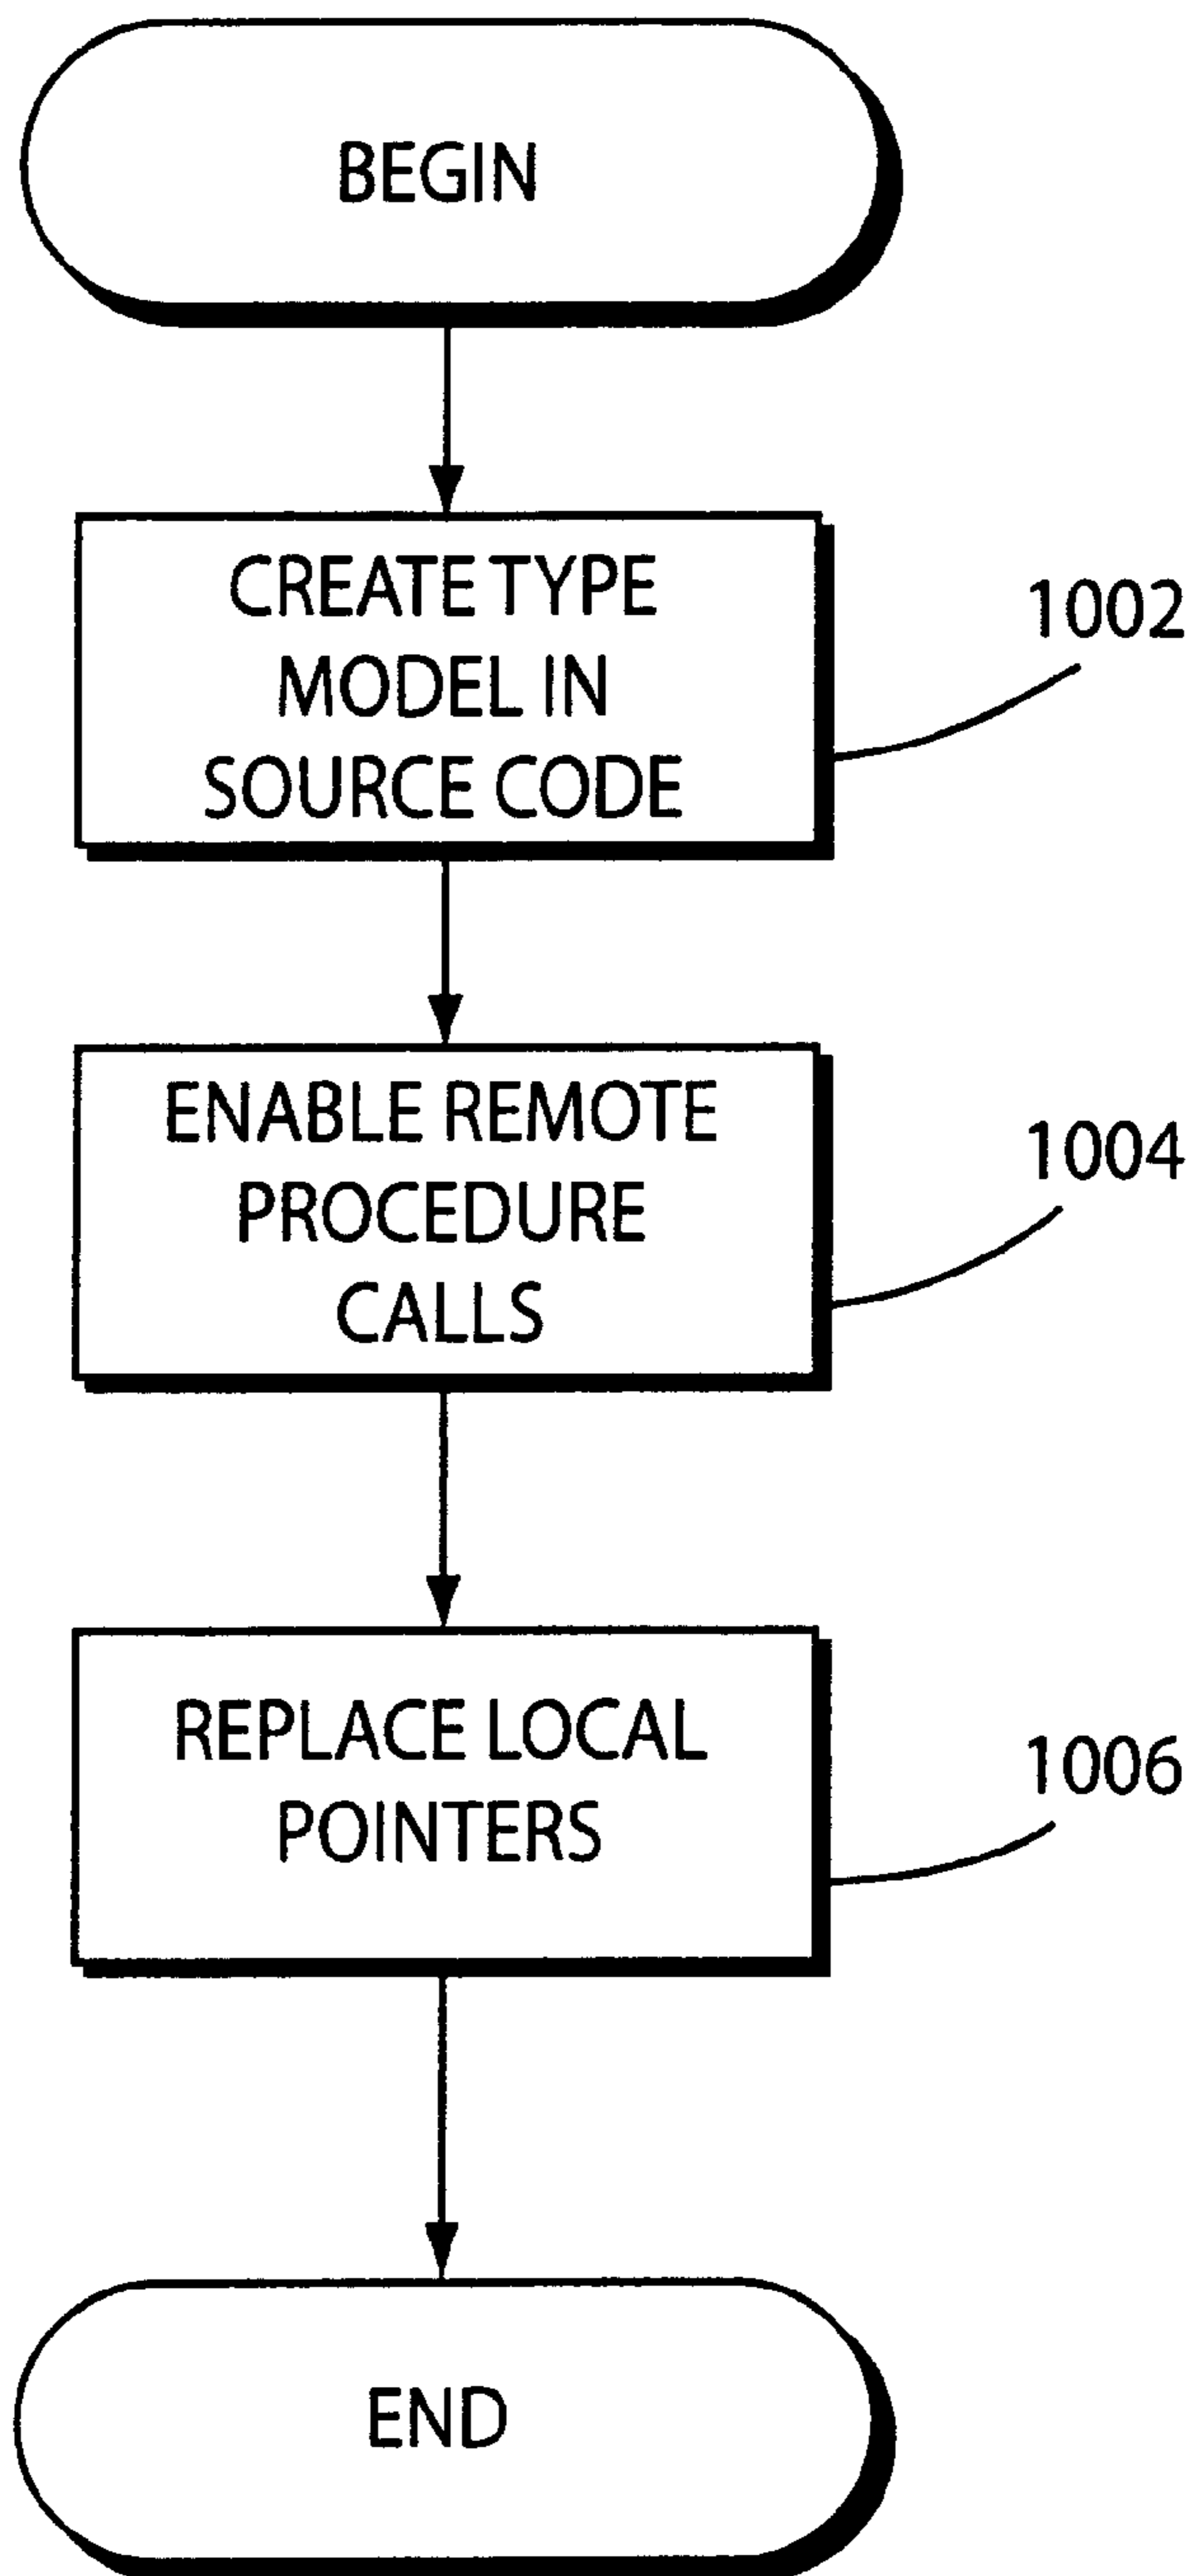 BEGIN
CREATE TYPE
MODEL IN
SOURCE CODE
1002
ENABLE REMOTE
PROCEDURE
CALLS
1004
REPLACE LOCAL
POINTERS
1006
END